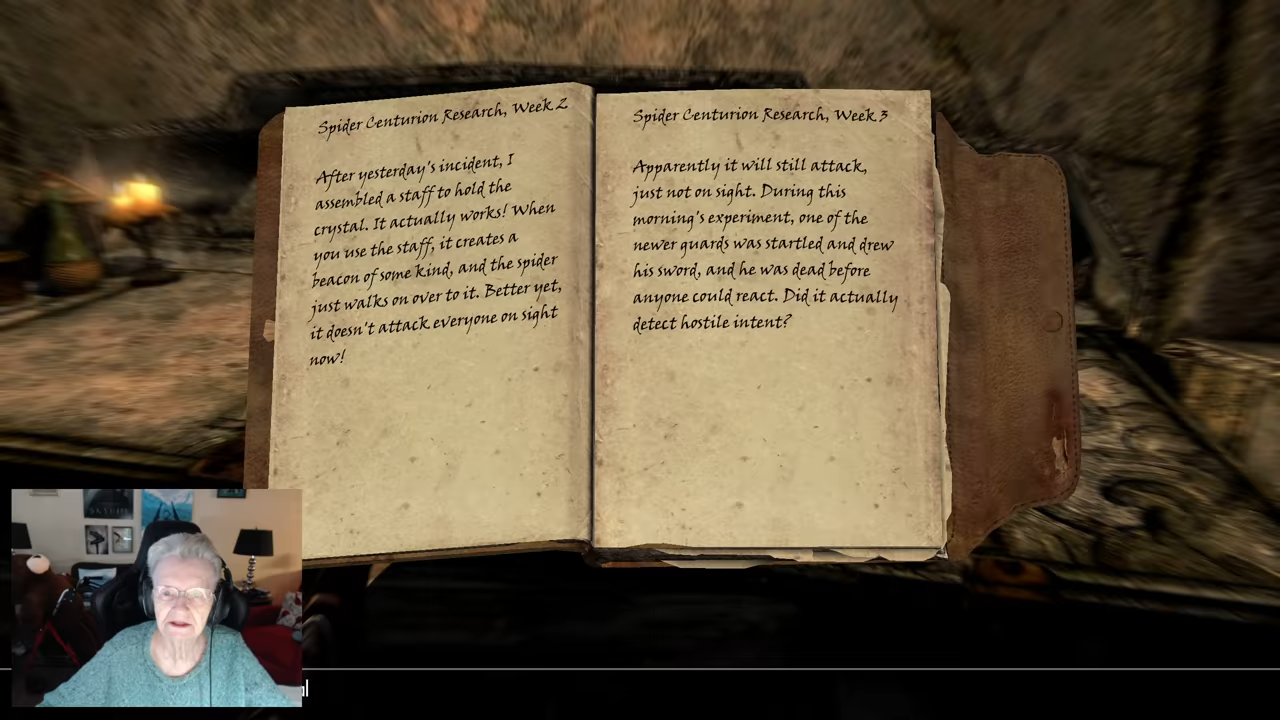 Spider Centurion Research, Week 2
After yesterday's incident, I
assembled a staff to hold the
crystal. It actually works! When
you use the staff, it creates a
beacon of some kind, and the spider
just walks on over to it. Better yet,
it doesn't attack everyone on sight
now!
Spider Centurion Research, Week 3
Apparently it will still attack,
just not on sight. During this
morning's experiment, one of the
newer guards was startled and drew
his sword, and he was dead before
anyone could react. Did it actually
detect hostile intent?
SKYRIM